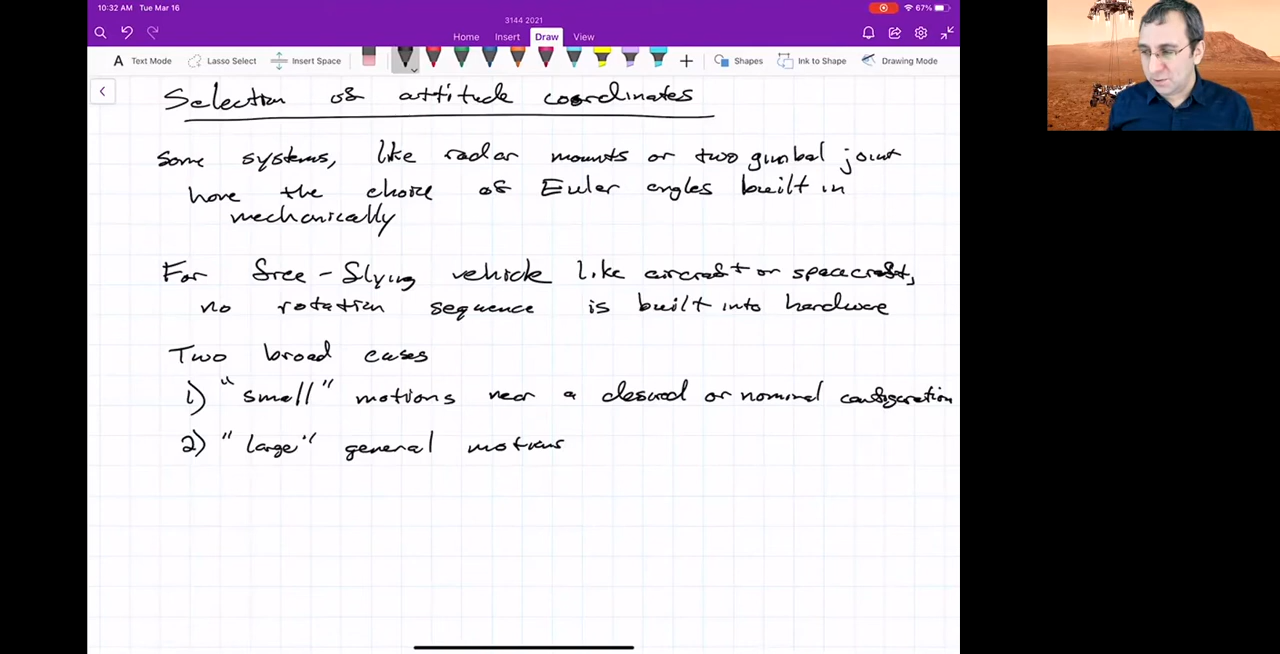 10:32 AM Tue Mar 16
67%
3144 2021
Home Insert Draw View
Text Mode Lasso Select Insert Space Shapes Ink to Shape Drawing Mode
Selection of attitude coordinates
Some systems, like radar mounts or two gimbal joint
have the choice of Euler angles built in
mechanically
For free-flying vehicle like aircraft or spacecraft,
no rotation sequence is built into hardware
Two broad cases
1) "small" motions near a desired or nominal configuration
2) "large" general motions